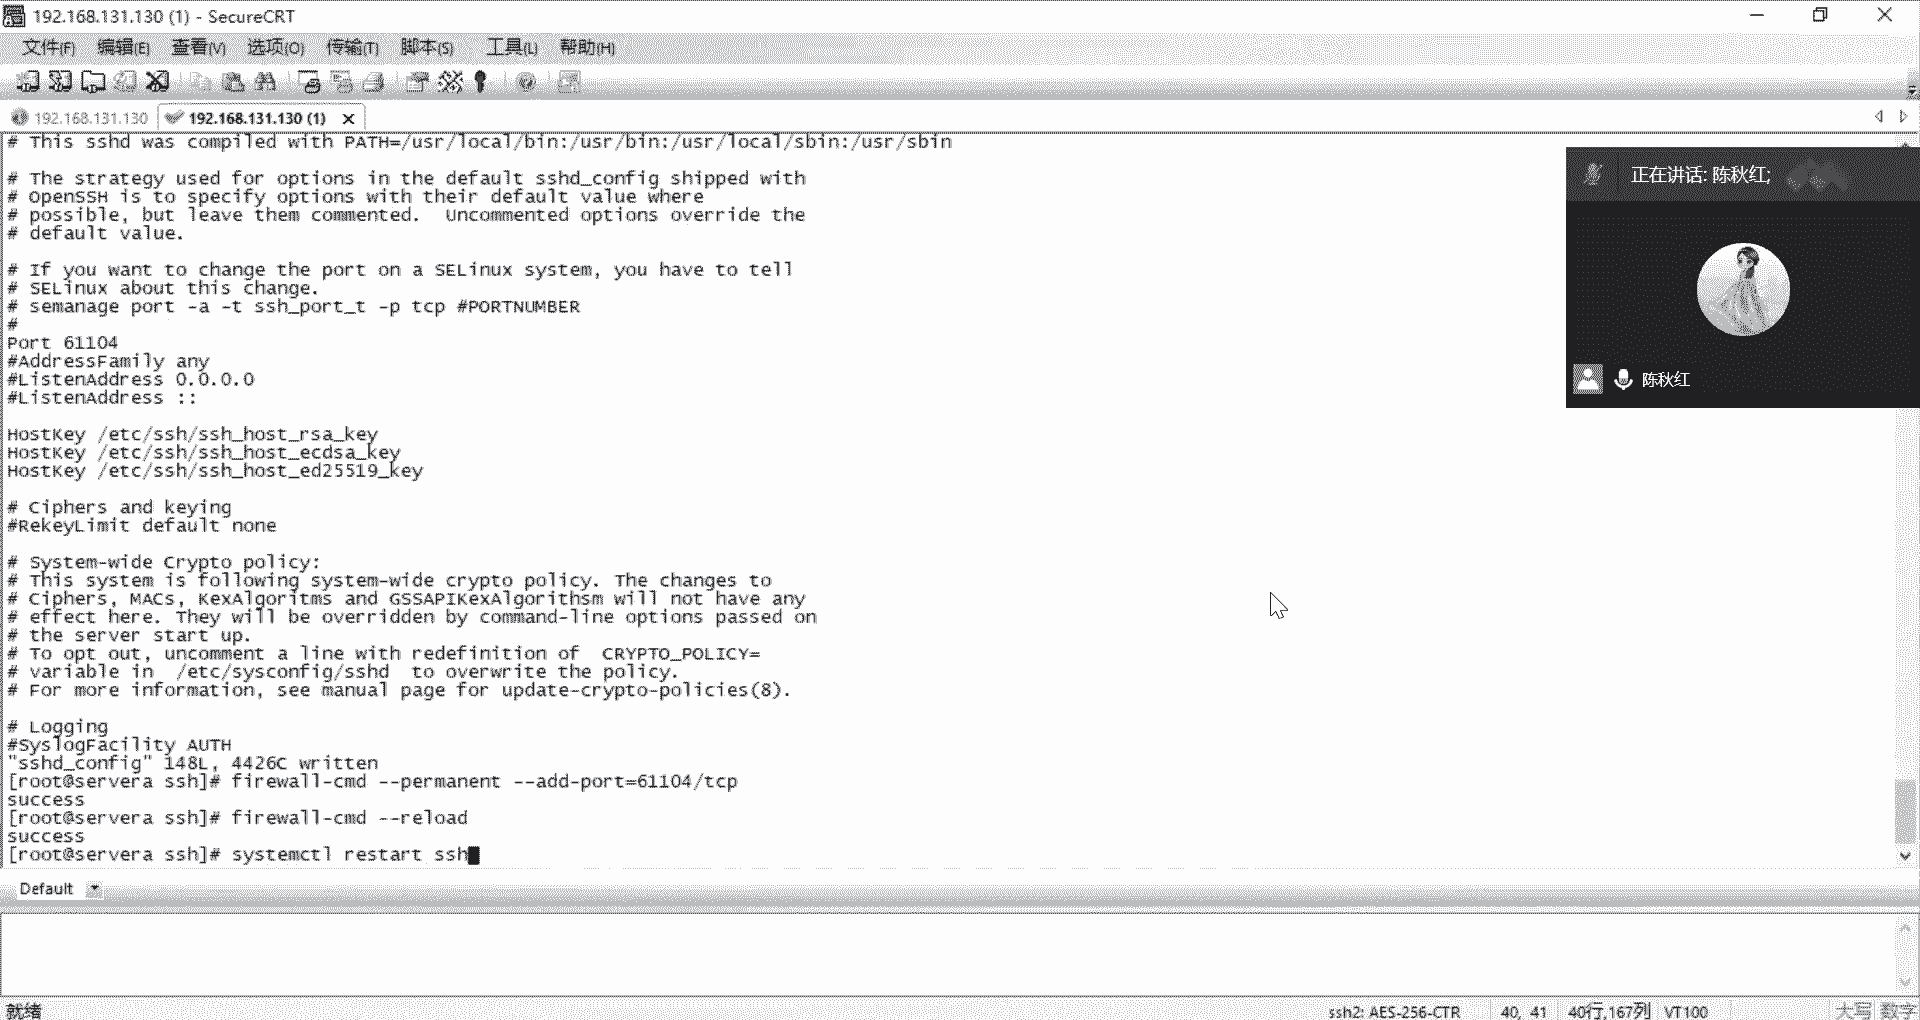 192.168.131.130 (1) - SecureCRT
文件(F) 编辑(E) 查看(V) 选项(O) 传输(T) 脚本(S) 工具(L) 帮助(H)
192.168.131.130 192.168.131.130 (1)
# This sshd was compiled with PATH=/usr/local/bin:/usr/bin:/usr/local/sbin:/usr/sbin
# The strategy used for options in the default sshd_config shipped with
# OpenSSH is to specify options with their default value where
# possible, but leave them commented.  Uncommented options override the
# default value.
# If you want to change the port on a SELinux system, you have to tell
# SELinux about this change.
# semanage port -a -t ssh_port_t -p tcp #PORTNUMBER
#
Port 61104
#AddressFamily any
#ListenAddress 0.0.0.0
#ListenAddress ::
HostKey /etc/ssh/ssh_host_rsa_key
HostKey /etc/ssh/ssh_host_ecdsa_key
HostKey /etc/ssh/ssh_host_ed25519_key
# Ciphers and keying
#RekeyLimit default none
# System-wide Crypto policy:
# This system is following system-wide crypto policy. The changes to
# Ciphers, MACs, KexAlgoritms and GSSAPIKexAlgorithsm will not have any
# effect here. They will be overridden by command-line options passed on
# the server start up.
# To opt out, uncomment a line with redefinition of  CRYPTO_POLICY=
# variable in  /etc/sysconfig/sshd  to overwrite the policy.
# For more information, see manual page for update-crypto-policies(8).
# Logging
#SyslogFacility AUTH
"sshd_config" 148L, 4426C written
[root@servera ssh]# firewall-cmd --permanent --add-port=61104/tcp
success
[root@servera ssh]# firewall-cmd --reload
success
[root@servera ssh]# systemctl restart ssh
正在讲话: 陈秋红;
陈秋红
Default
就绪 ssh2: AES-256-CTR 40, 41 40行,167列 VT100 大写 数字